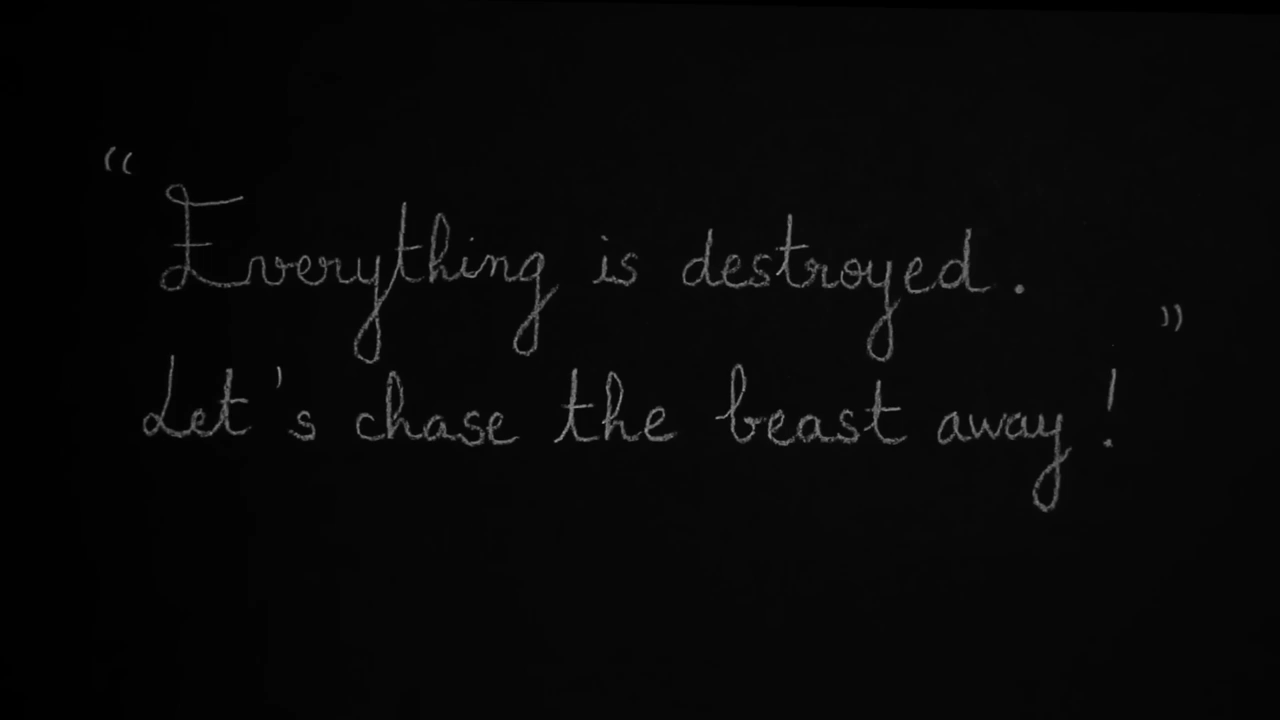 “Everything is destroyed.
Let's chase the beast away!”